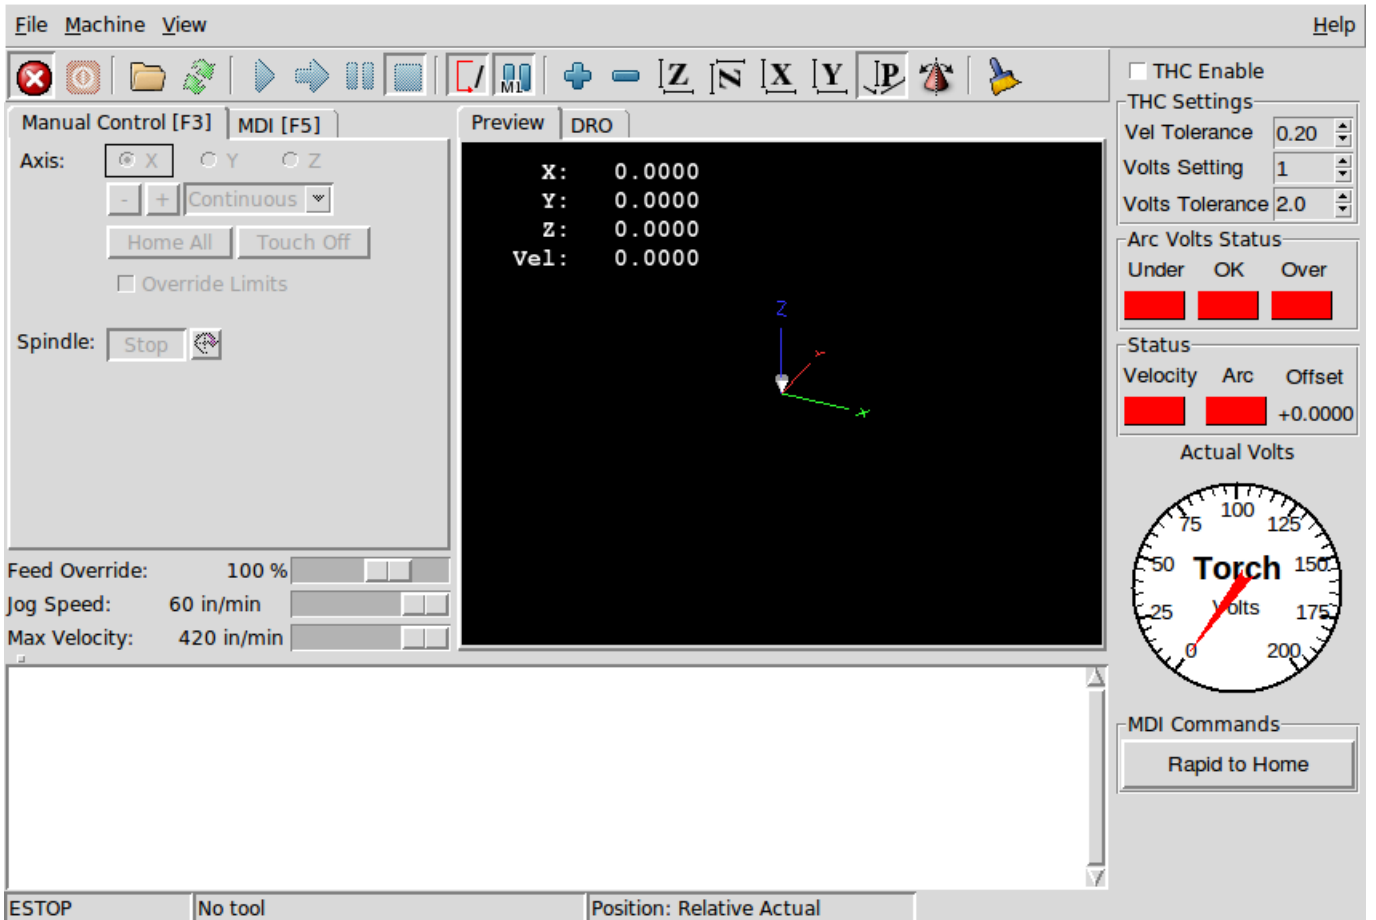 File Machine View Help
M1 Z N X Y P
Manual Control [F3] MDI [F5]
Axis: X Y Z
- + Continuous
Home All Touch Off
Override Limits
Spindle: Stop
Feed Override: 100 %
Jog Speed: 60 in/min
Max Velocity: 420 in/min
Preview DRO
X: 0.0000
Y: 0.0000
Z: 0.0000
Vel: 0.0000
Z
Y
X
THC Enable
THC Settings
Vel Tolerance 0.20
Volts Setting 1
Volts Tolerance 2.0
Arc Volts Status
Under OK Over
Status
Velocity Arc Offset
+0.0000
Actual Volts
0 25 50 75 100 125 150 175 200
Torch
Volts
MDI Commands
Rapid to Home
ESTOP No tool Position: Relative Actual